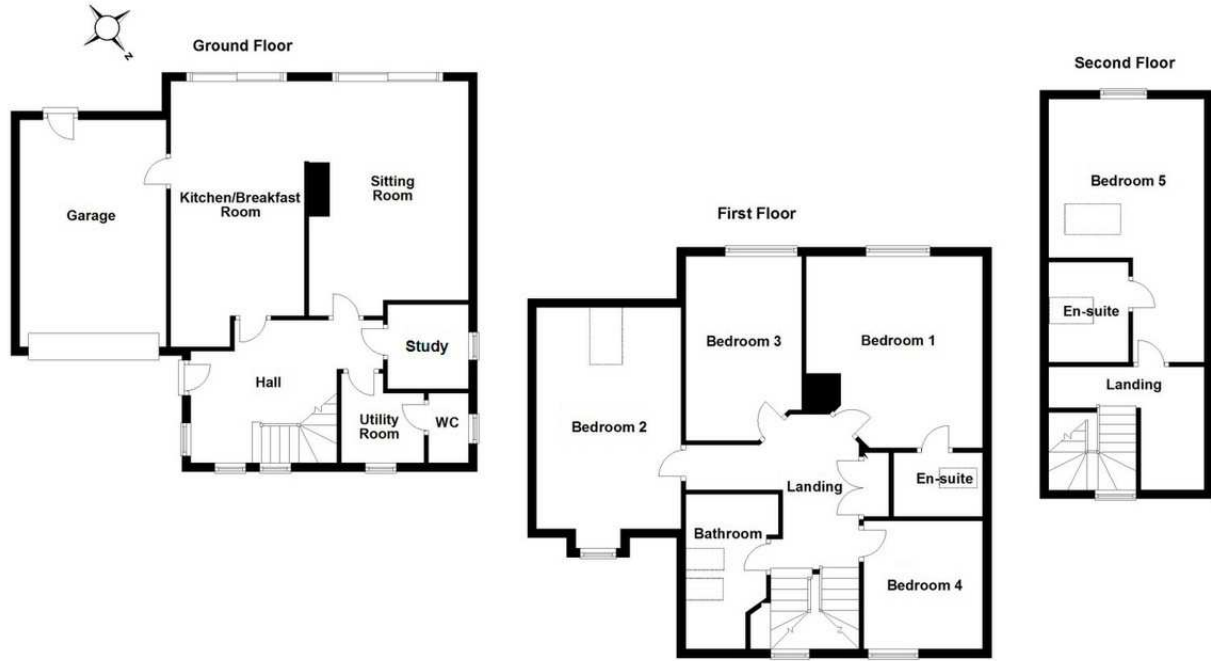 N
Ground Floor
Garage
Kitchen/Breakfast
Room
Sitting
Room
Study
Hall
Utility
Room
WC
First Floor
Bedroom 3
Bedroom 1
Bedroom 2
Landing
En-suite
Bathroom
Bedroom 4
Second Floor
Bedroom 5
En-suite
Landing